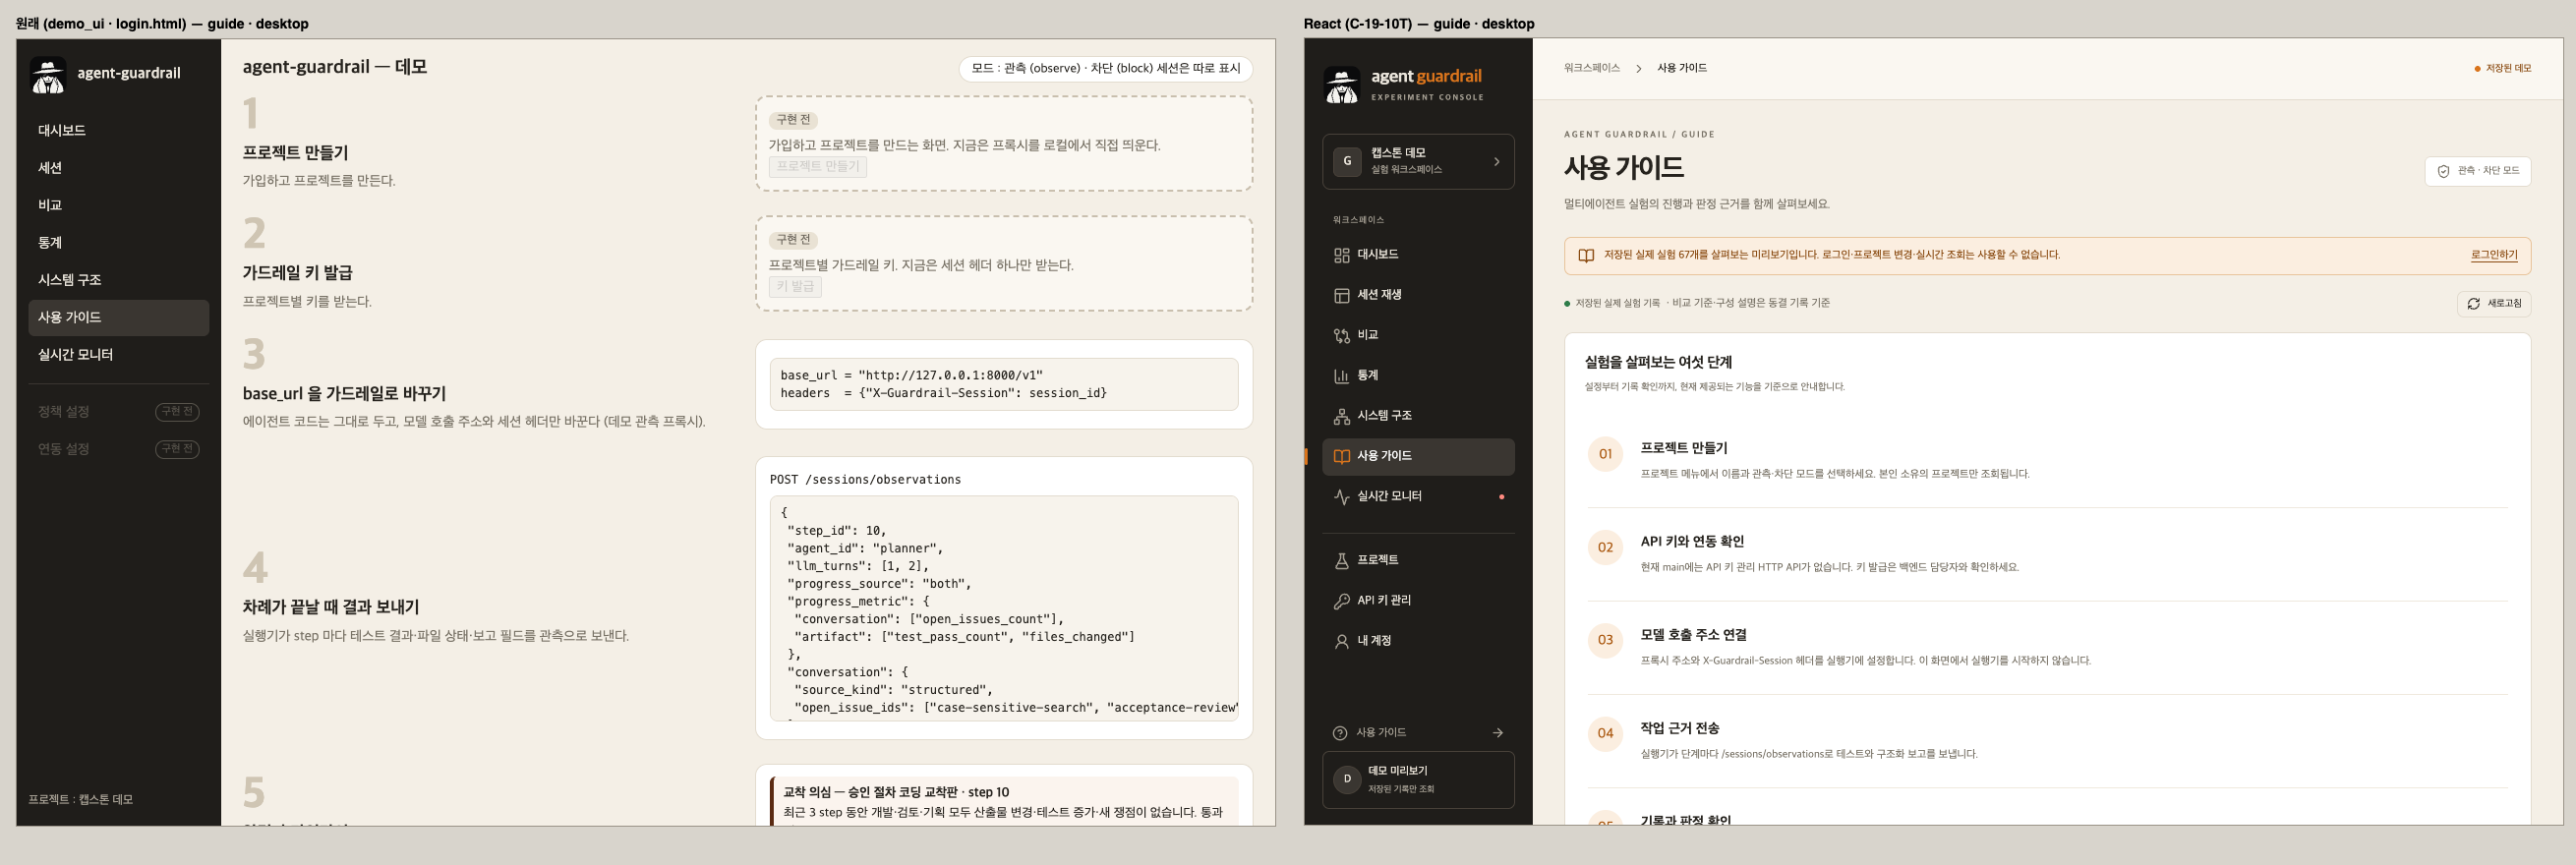 원래 (demo_ui · login.html) — guide · desktop
agent-guardrail
대시보드
세션
비교
통계
시스템 구조
사용 가이드
실시간 모니터
정책 설정
구현 전
연동 설정
구현 전
프로젝트 : 캡스톤 데모
agent-guardrail — 데모
모드 : 관측 (observe) · 차단 (block) 세션은 따로 표시
1
프로젝트 만들기
가입하고 프로젝트를 만든다.
구현 전
가입하고 프로젝트를 만드는 화면. 지금은 프록시를 로컬에서 직접 띄운다.
프로젝트 만들기
2
가드레일 키 발급
프로젝트별 키를 받는다.
구현 전
프로젝트별 가드레일 키. 지금은 세션 헤더 하나만 받는다.
키 발급
3
base_url 을 가드레일로 바꾸기
에이전트 코드는 그대로 두고, 모델 호출 주소와 세션 헤더만 바꾼다 (데모 관측 프록시).
base_url = "http://127.0.0.1:8000/v1"
headers  = {"X-Guardrail-Session": session_id}
4
차례가 끝날 때 결과 보내기
실행기가 step 마다 테스트 결과·파일 상태·보고 필드를 관측으로 보낸다.
POST /sessions/observations
{
"step_id": 10,
"agent_id": "planner",
"llm_turns": [1, 2],
"progress_source": "both",
"progress_metric": {
"conversation": ["open_issues_count"],
"artifact": ["test_pass_count", "files_changed"]
},
"conversation": {
"source_kind": "structured",
"open_issue_ids": ["case-sensitive-search", "acceptance-review"
5
교착 의심 — 승인 절차 코딩 교착판 · step 10
최근 3 step 동안 개발·검토·기획 모두 산출물 변경·테스트 증가·새 쟁점이 없습니다. 통과
React (C-19-10T) — guide · desktop
agent guardrail
EXPERIMENT CONSOLE
G
캡스톤 데모
실험 워크스페이스
워크스페이스
대시보드
세션 재생
비교
통계
시스템 구조
사용 가이드
실시간 모니터
프로젝트
API 키 관리
내 계정
사용 가이드
D
데모 미리보기
저장된 기록만 조회
워크스페이스
사용 가이드
저장된 데모
AGENT GUARDRAIL / GUIDE
사용 가이드
멀티에이전트 실험의 진행과 판정 근거를 함께 살펴보세요.
관측 · 차단 모드
저장된 실제 실험 67개를 살펴보는 미리보기입니다. 로그인·프로젝트 변경·실시간 조회는 사용할 수 없습니다.
로그인하기
저장된 실제 실험 기록 · 비교 기준·구성 설명은 동결 기록 기준
새로고침
실험을 살펴보는 여섯 단계
설정부터 기록 확인까지, 현재 제공되는 기능을 기준으로 안내합니다.
01
프로젝트 만들기
프로젝트 메뉴에서 이름과 관측·차단 모드를 선택하세요. 본인 소유의 프로젝트만 조회됩니다.
02
API 키와 연동 확인
현재 main에는 API 키 관리 HTTP API가 없습니다. 키 발급은 백엔드 담당자와 확인하세요.
03
모델 호출 주소 연결
프록시 주소와 X-Guardrail-Session 헤더를 실행기에 설정합니다. 이 화면에서 실행기를 시작하지 않습니다.
04
작업 근거 전송
실행기가 단계마다 /sessions/observations로 테스트와 구조화 보고를 보냅니다.
05
기록과 판정 확인